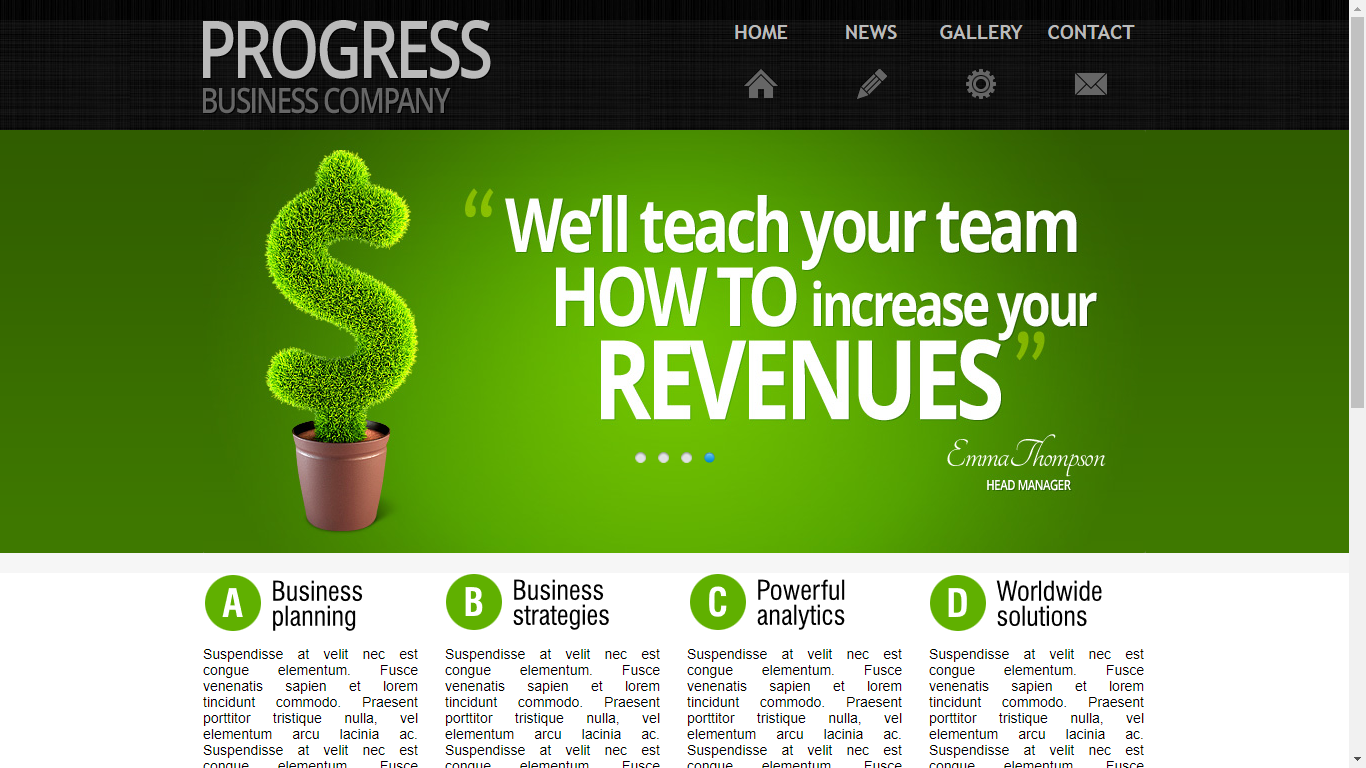 PROGRESS
BUSINESS COMPANY
HOME NEWS GALLERY CONTACT
“ We’ll teach your team
HOW TO increase your
REVENUES ”
Emma Thompson
HEAD MANAGER
A Business planning
Suspendisse at velit nec est
congue elementum. Fusce
venenatis sapien et lorem
tincidunt commodo. Praesent
porttitor tristique nulla, vel
elementum arcu lacinia ac.
Suspendisse at velit nec est
congue elementum. Fusce
B Business strategies
Suspendisse at velit nec est
congue elementum. Fusce
venenatis sapien et lorem
tincidunt commodo. Praesent
porttitor tristique nulla, vel
elementum arcu lacinia ac.
Suspendisse at velit nec est
congue elementum. Fusce
C Powerful analytics
Suspendisse at velit nec est
congue elementum. Fusce
venenatis sapien et lorem
tincidunt commodo. Praesent
porttitor tristique nulla, vel
elementum arcu lacinia ac.
Suspendisse at velit nec est
congue elementum. Fusce
D Worldwide solutions
Suspendisse at velit nec est
congue elementum. Fusce
venenatis sapien et lorem
tincidunt commodo. Praesent
porttitor tristique nulla, vel
elementum arcu lacinia ac.
Suspendisse at velit nec est
congue elementum. Fusce